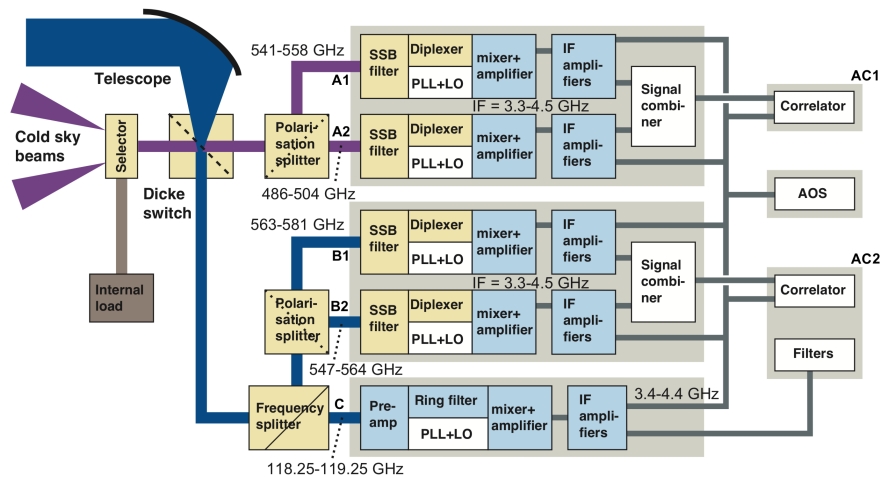 Telescope
Cold sky
beams
Selector
Dicke
switch
Internal
load
541-558 GHz
A1
Polari-
sation
splitter
A2
486-504 GHz
SSB
filter
Diplexer
PLL+LO
mixer+
amplifier
IF
ampli-
fiers
IF = 3.3-4.5 GHz
SSB
filter
Diplexer
PLL+LO
mixer+
amplifier
IF
ampli-
fiers
Signal
combi-
ner
AC1
Correlator
AOS
563-581 GHz
B1
Polari-
sation
splitter
B2
547-564 GHz
SSB
filter
Diplexer
PLL+LO
mixer+
amplifier
IF
ampli-
fiers
IF = 3.3-4.5 GHz
SSB
filter
Diplexer
PLL+LO
mixer+
amplifier
IF
ampli-
fiers
Signal
combi-
ner
AC2
Correlator
Filters
Frequency
splitter
C
118.25-119.25 GHz
Pre-
amp
Ring filter
PLL+LO
mixer+
amplifier
IF
ampli-
fiers
3.4-4.4 GHz